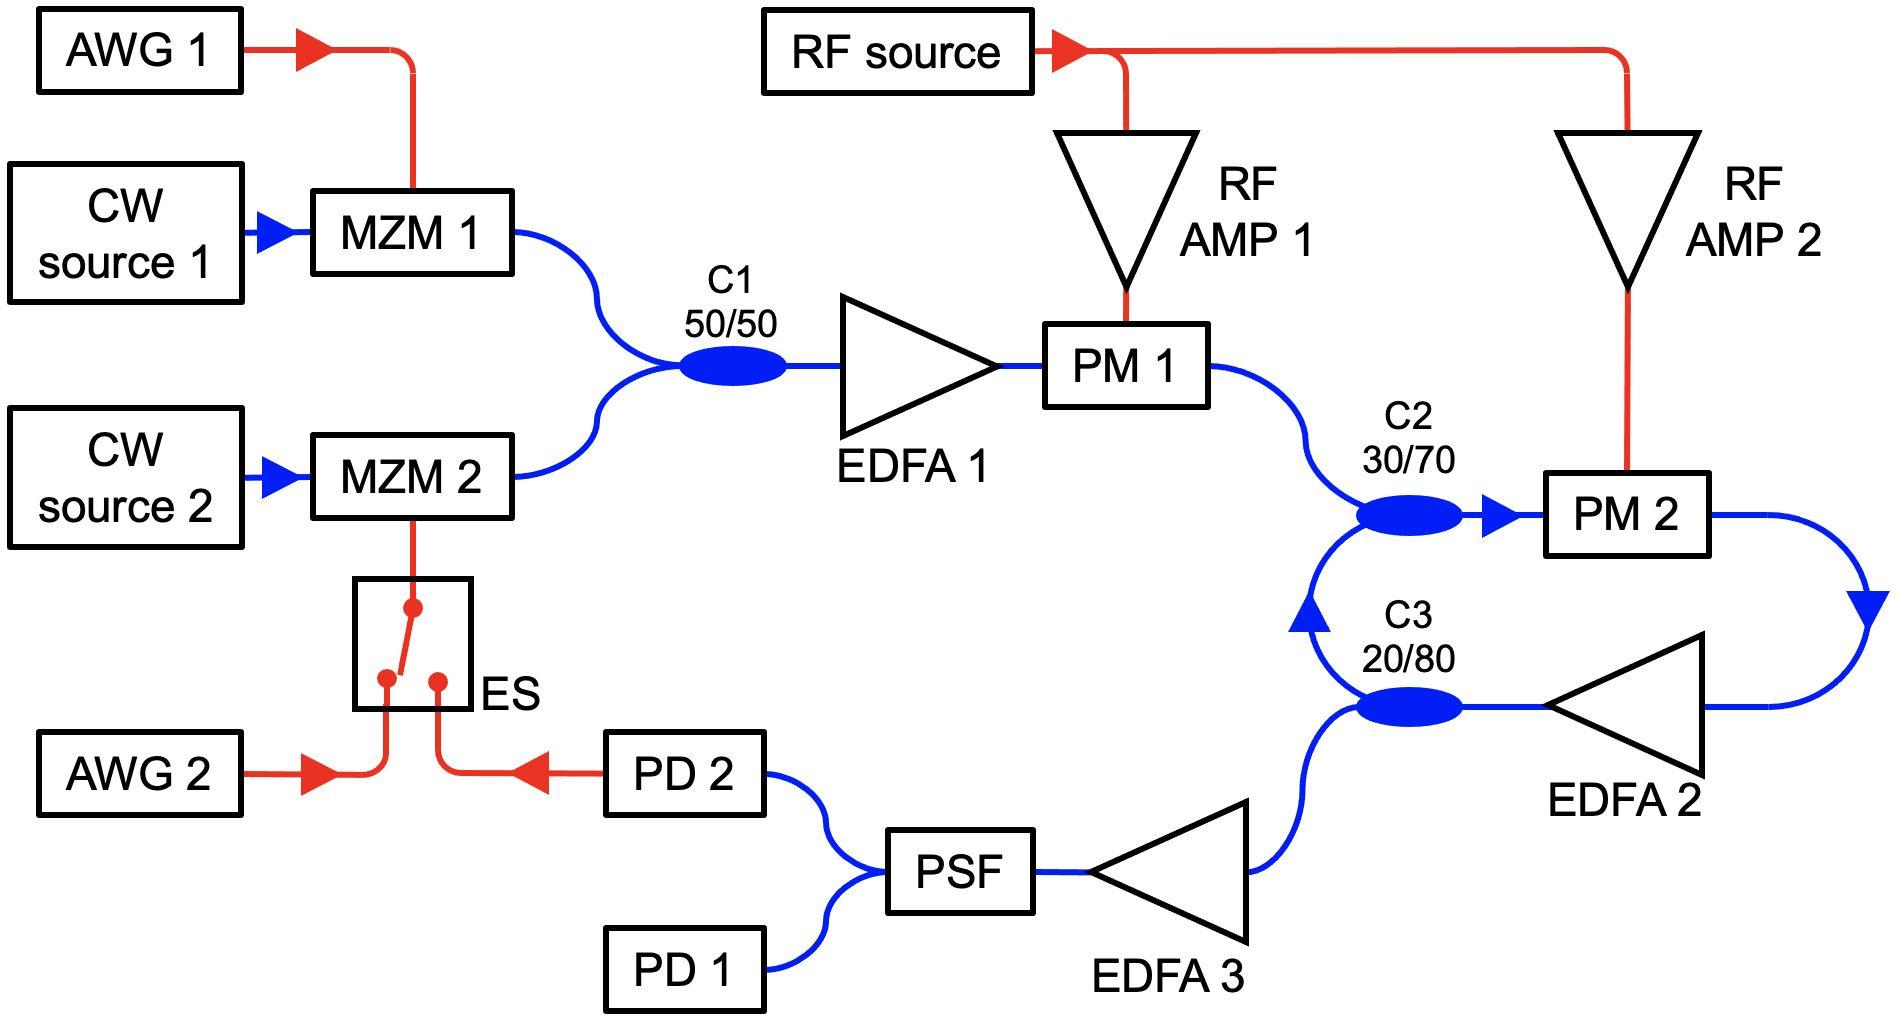 AWG 1
RF source
CW
source 1
MZM 1
RF
AMP 1
RF
AMP 2
C1
50/50
PM 1
EDFA 1
CW
source 2
MZM 2
C2
30/70
PM 2
ES
C3
20/80
AWG 2
PD 2
EDFA 2
PSF
PD 1
EDFA 3